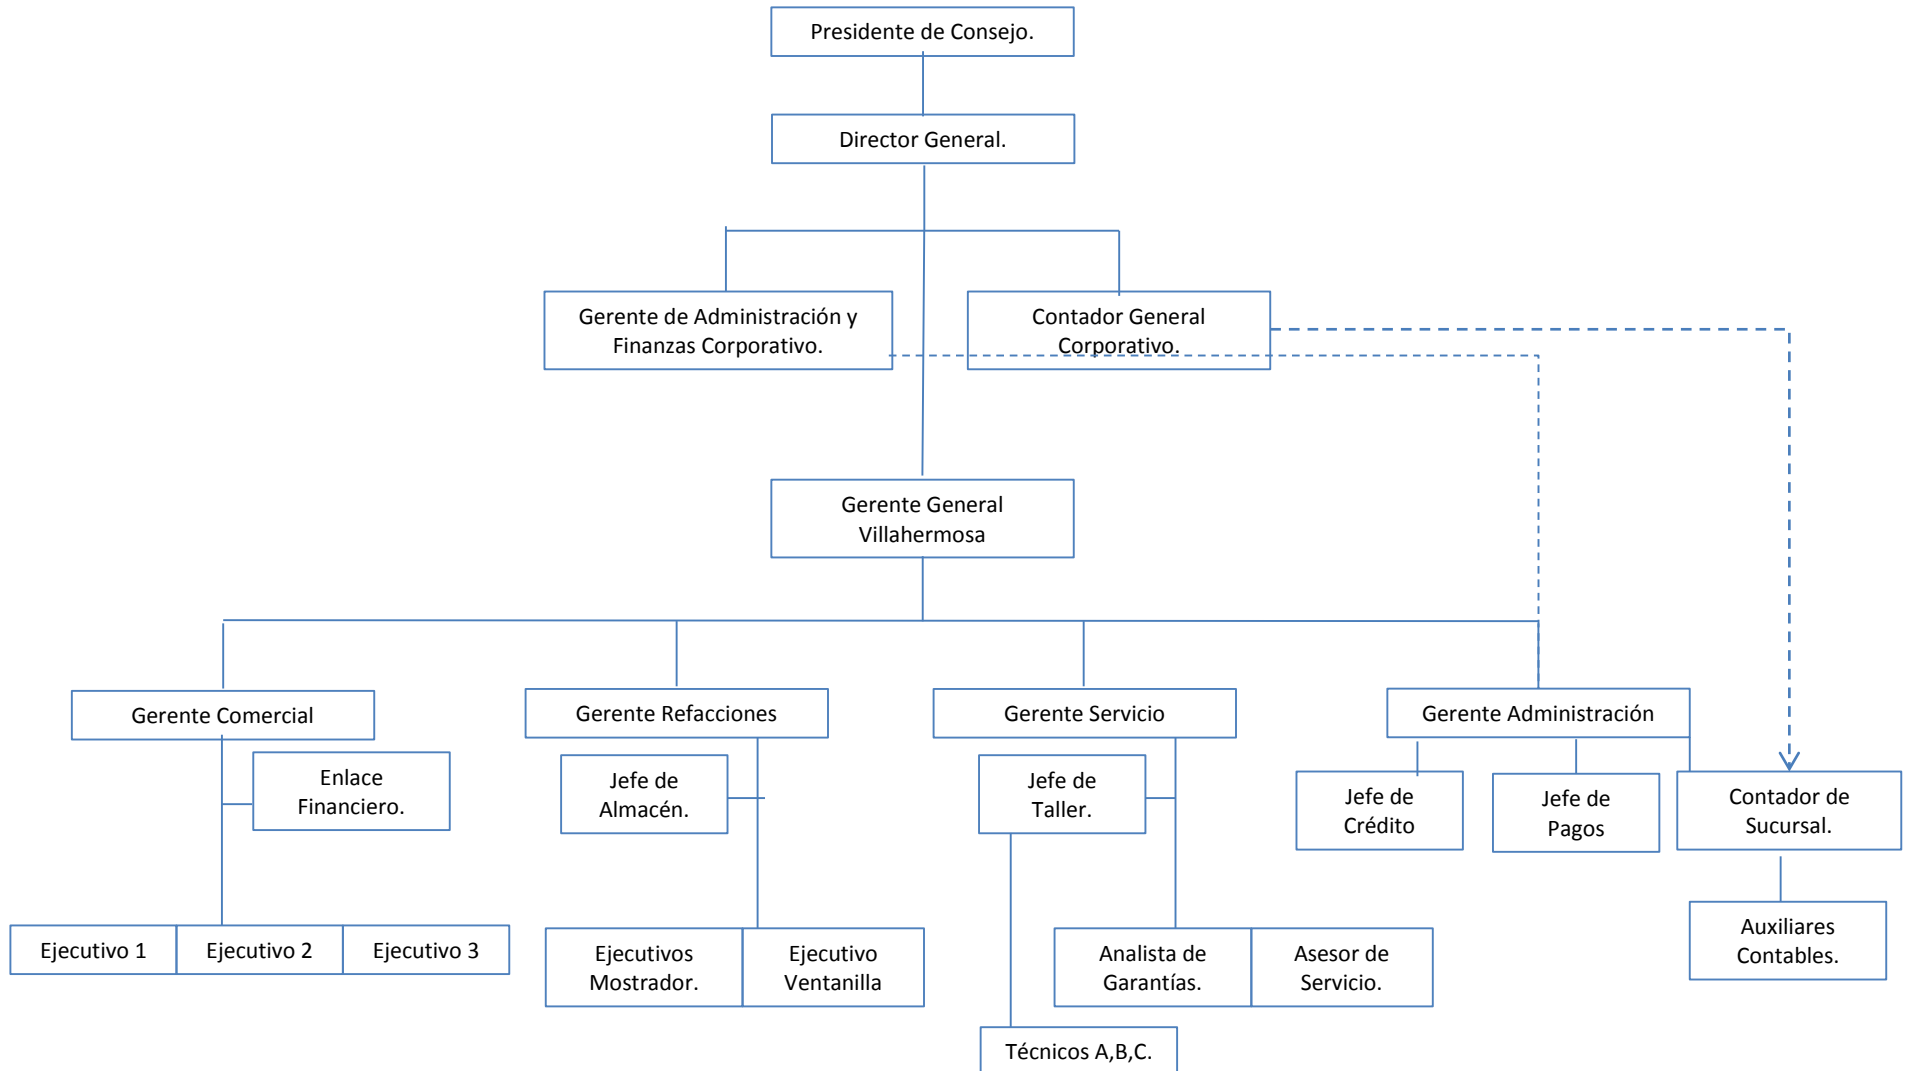 Presidente de Consejo.
Director General.
Gerente de Administración y
Finanzas Corporativo.
Contador General
Corporativo.
Gerente General
Villahermosa
Gerente Comercial
Gerente Refacciones
Gerente Servicio
Gerente Administración
Enlace
Financiero.
Jefe de
Almacén.
Jefe de
Taller.
Jefe de
Crédito
Jefe de
Pagos
Contador de
Sucursal.
Ejecutivo 1
Ejecutivo 2
Ejecutivo 3
Ejecutivos
Mostrador.
Ejecutivo
Ventanilla
Analista de
Garantías.
Asesor de
Servicio.
Auxiliares
Contables.
Técnicos A,B,C.